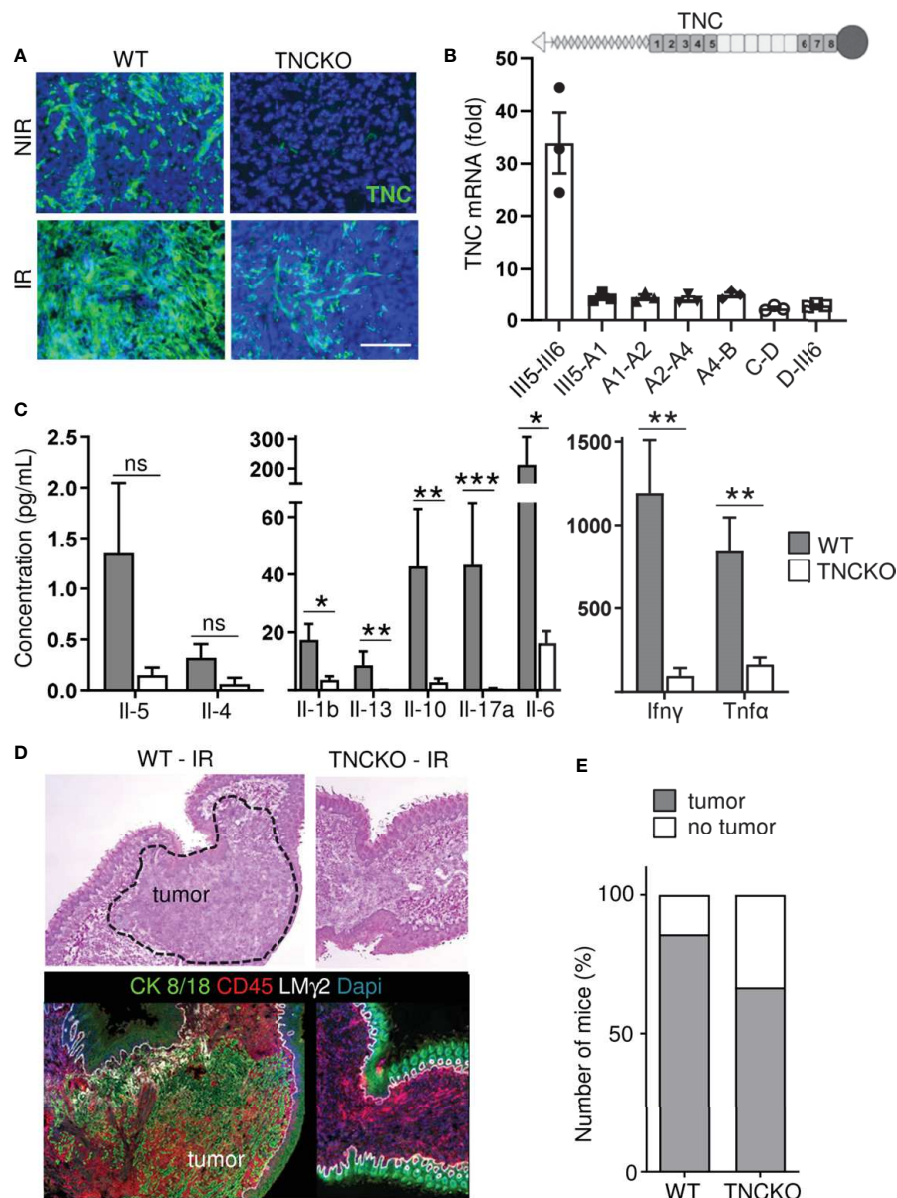 A
WT
TNCKO
NIR
TNC
IR
B
TNC
1 2 3 4 5 6 7 8
TNC mRNA (fold)
50
40
30
20
10
5
0
III5-III6
III5-A1
A1-A2
A2-A4
A4-B
C-D
D-III6
C
Concentration (pg/mL)
2.5
2.0
1.5
1.0
0.5
0.0
ns
ns
Il-5
Il-4
300
200
60
40
20
*
**
**
***
*
Il-1b
Il-13
Il-10
Il-17a
Il-6
1500
1000
500
**
**
Ifnγ
Tnfα
WT
TNCKO
D
WT - IR
TNCKO - IR
tumor
CK 8/18 CD45 LMγ2 Dapi
tumor
E
tumor
no tumor
Number of mice (%)
100
50
0
WT
TNCKO